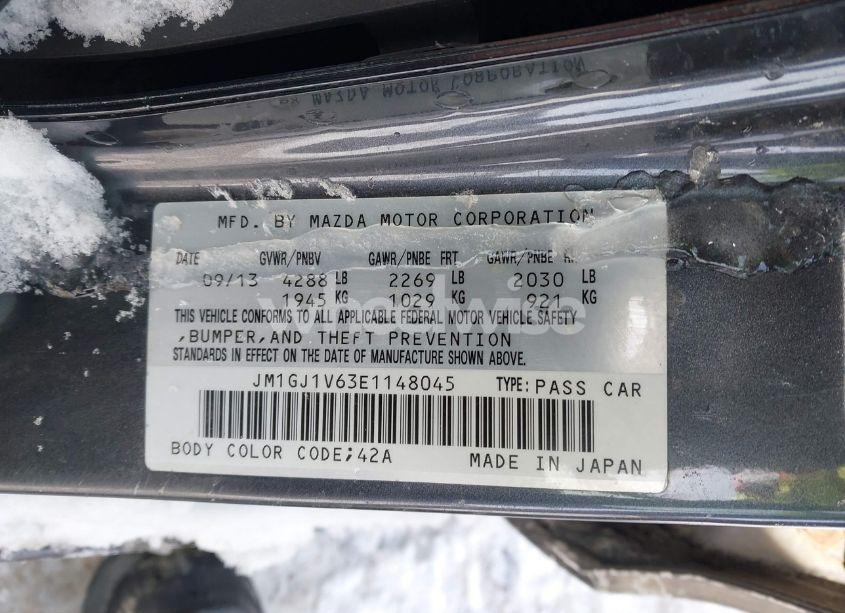 MAZDA MOTOR CORPORATION
MFD. BY MAZDA MOTOR CORPORATION
DATE GVWR/PNBV GAWR/PNBE FRT GAWR/PNBE
09/13 4288 LB 2269 LB 2030 LB
1945 KG 1029 KG 921 KG
THIS VEHICLE CONFORMS TO ALL APPLICABLE FEDERAL MOTOR VEHICLE SAFETY
,BUMPER,AND THEFT PREVENTION
STANDARDS IN EFFECT ON THE DATE OF MANUFACTURE SHOWN ABOVE.
JM1GJ1V63E1148045 TYPE:PASS CAR
BODY COLOR CODE;42A MADE IN JAPAN